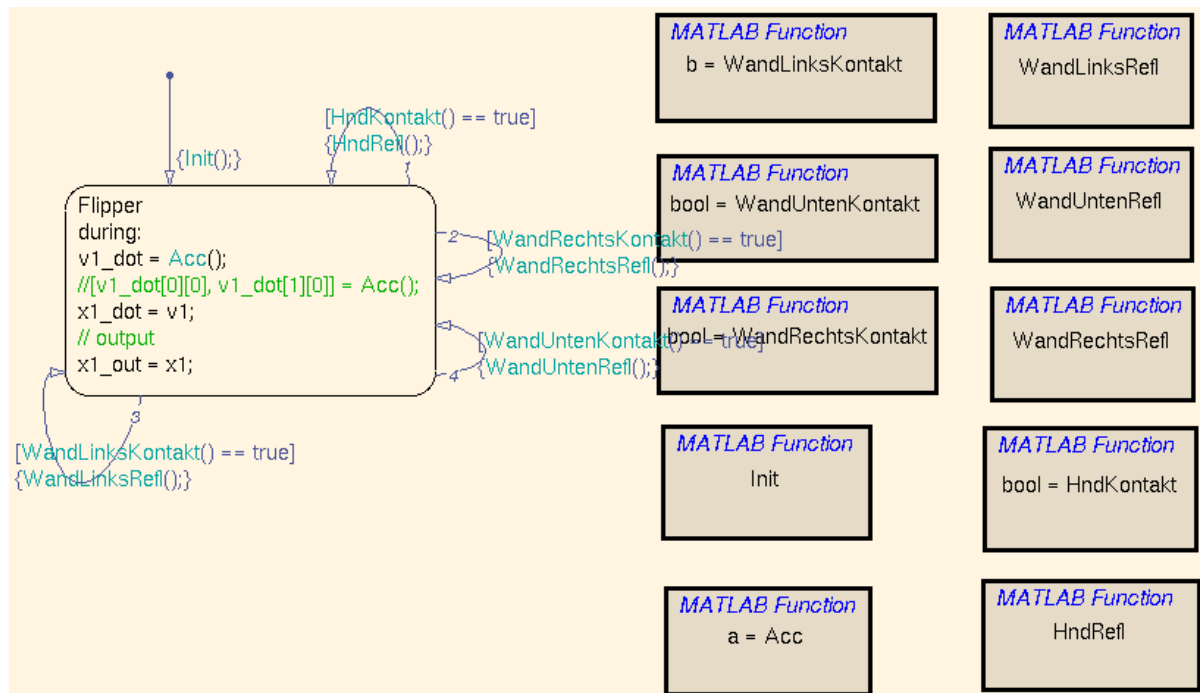 {Init();}
[HndKontakt() == true]
{HndRefl();}
1
Flipper
during:
v1_dot = Acc();
//[v1_dot[0][0], v1_dot[1][0]] = Acc();
x1_dot = v1;
// output
x1_out = x1;
2
[WandRechtsKontakt() == true]
{WandRechtsRefl();}
[WandUntenKontakt() == true]
{WandUntenRefl();}
4
3
[WandLinksKontakt() == true]
{WandLinksRefl();}
MATLAB Function
b = WandLinksKontakt
MATLAB Function
WandLinksRefl
MATLAB Function
bool = WandUntenKontakt
MATLAB Function
WandUntenRefl
MATLAB Function
bool = WandRechtsKontakt
MATLAB Function
WandRechtsRefl
MATLAB Function
Init
MATLAB Function
bool = HndKontakt
MATLAB Function
a = Acc
MATLAB Function
HndRefl